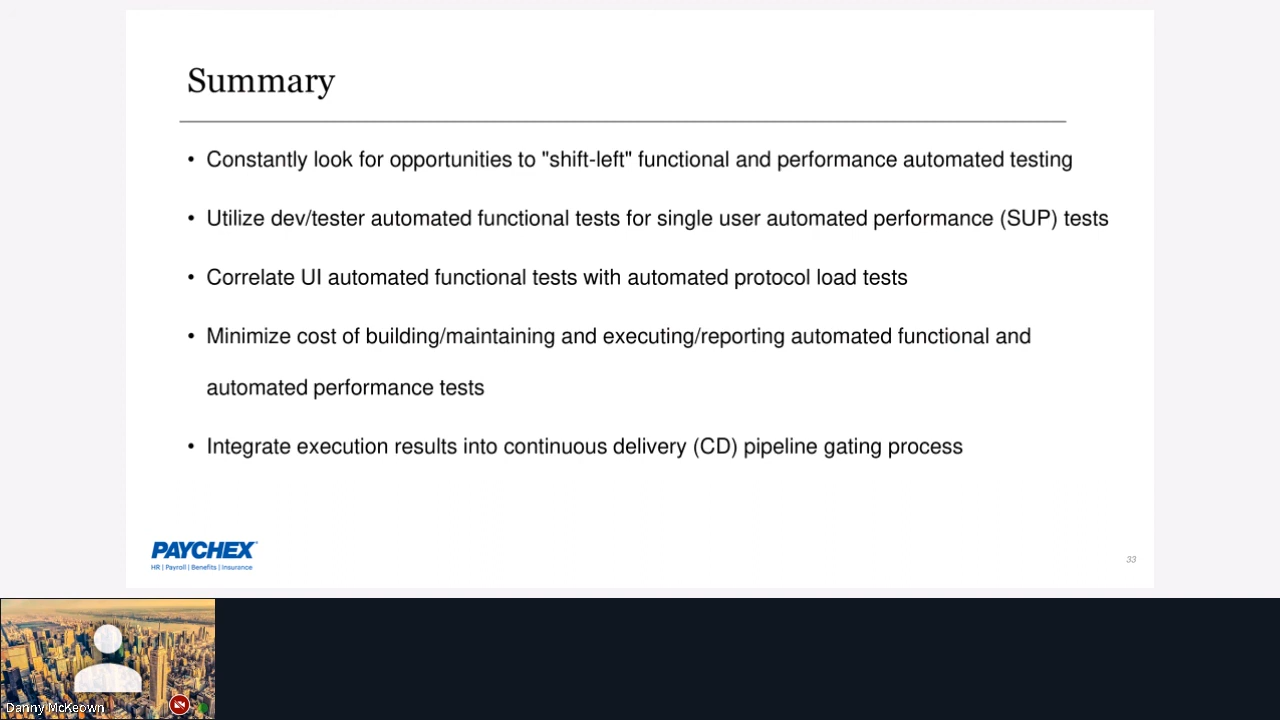 Summary
• Constantly look for opportunities to "shift-left" functional and performance automated testing
• Utilize dev/tester automated functional tests for single user automated performance (SUP) tests
• Correlate UI automated functional tests with automated protocol load tests
• Minimize cost of building/maintaining and executing/reporting automated functional and
automated performance tests
• Integrate execution results into continuous delivery (CD) pipeline gating process
PAYCHEX
HR | Payroll | Benefits | Insurance
33
Danny McKeown